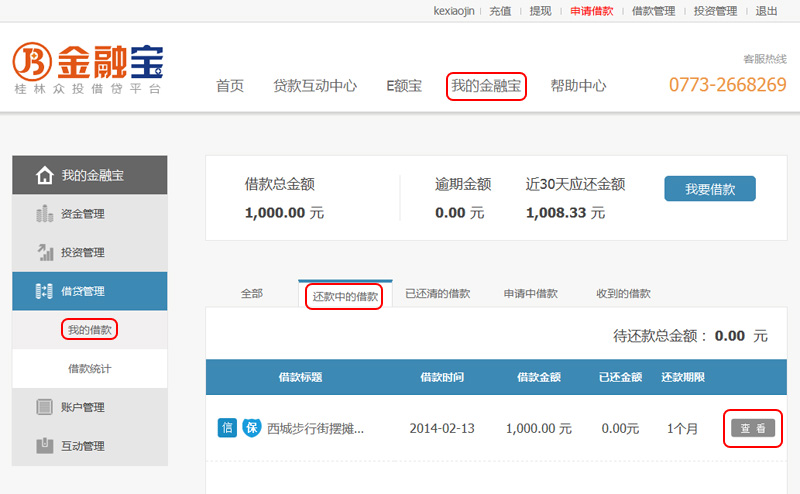 kexiaojin 充值 提现 申请借款 借款管理 投资管理 退出
JB 金融宝
桂林众投借贷平台
首页 贷款互动中心 E额宝 我的金融宝 帮助中心
客服热线
0773-2668269
我的金融宝
资金管理
投资管理
借贷管理
我的借款
借款统计
账户管理
互动管理
借款总金额 逾期金额 近30天应还金额 我要借款
1,000.00 元 0.00 元 1,008.33 元
全部 还款中的借款 已还清的借款 申请中借款 收到的借款
待还款总金额： 0.00 元
借款标题 借款时间 借款金额 已还金额 还款期限
信 保 西城步行街摆摊... 2014-02-13 1,000.00 元 0.00元 1个月 查 看